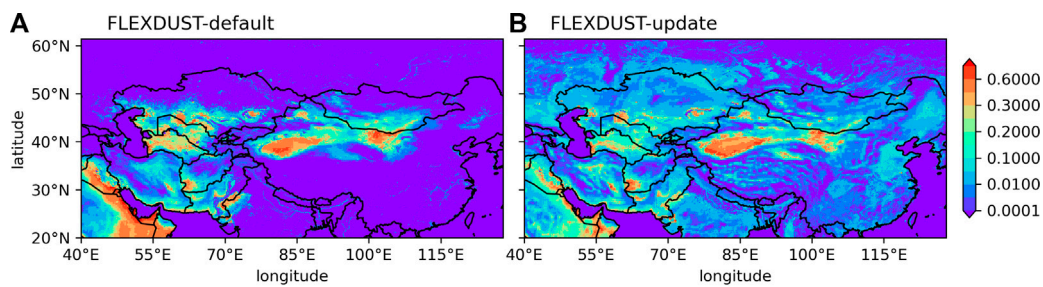 A FLEXDUST-default
60°N
50°N
latitude
40°N
30°N
20°N
40°E 55°E 70°E 85°E 100°E 115°E
longitude
B FLEXDUST-update
40°E 55°E 70°E 85°E 100°E 115°E
longitude
0.6000
0.3000
0.2000
0.1000
0.0100
0.0001